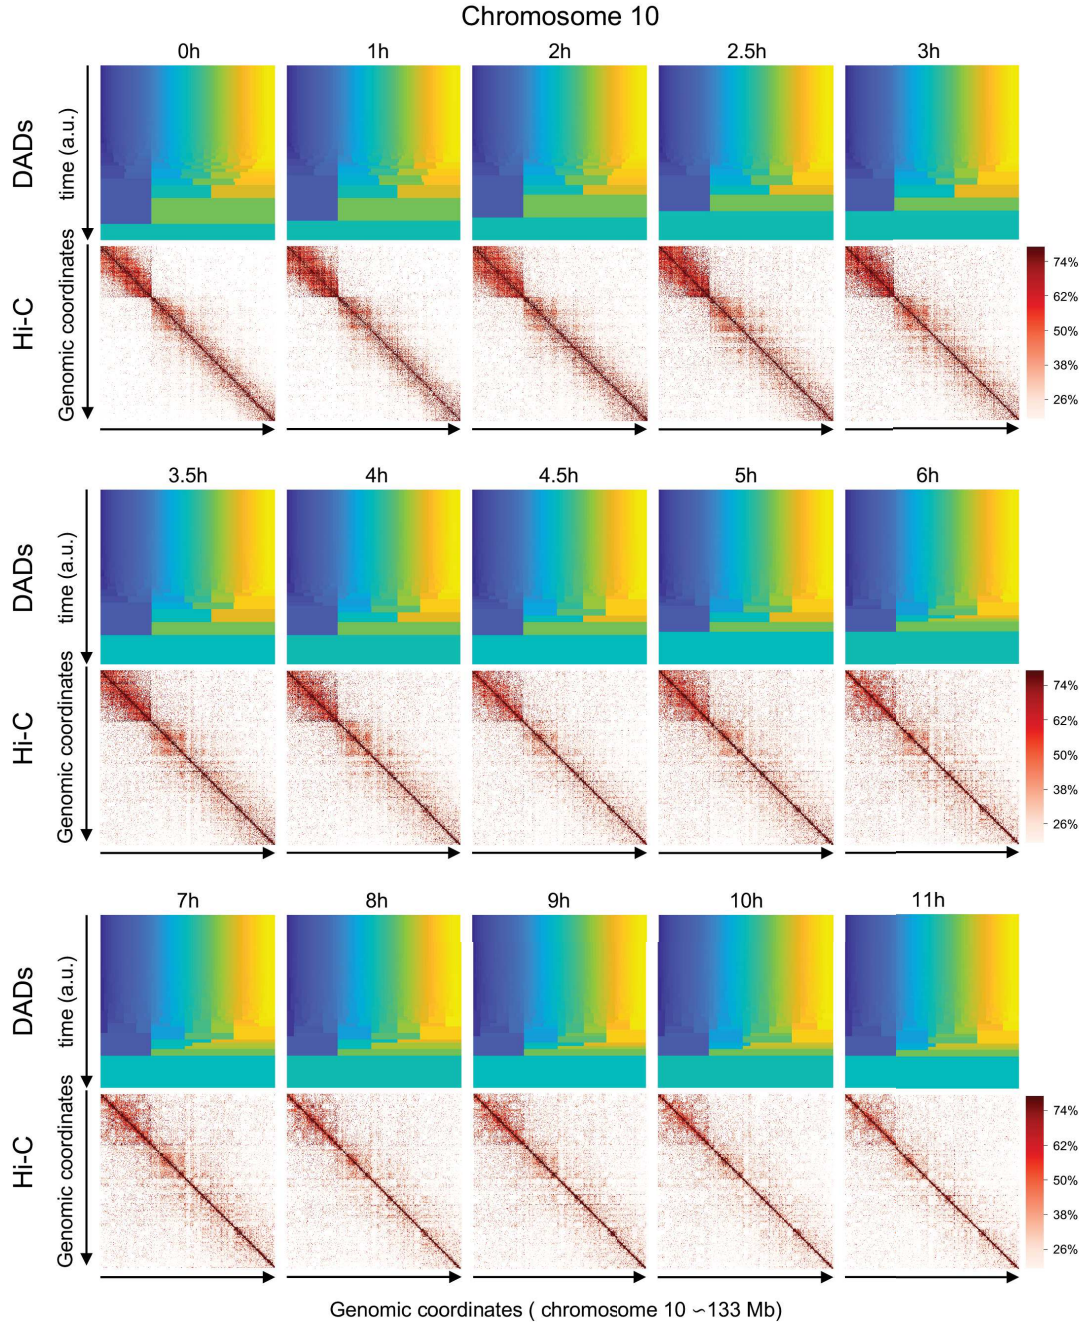 Chromosome 10
0h 1h 2h 2.5h 3h
DADs
time (a.u.)
Hi-C
Genomic coordinates
74%
62%
50%
38%
26%
3.5h 4h 4.5h 5h 6h
DADs
time (a.u.)
Hi-C
Genomic coordinates
74%
62%
50%
38%
26%
7h 8h 9h 10h 11h
DADs
time (a.u.)
Hi-C
Genomic coordinates
74%
62%
50%
38%
26%
Genomic coordinates ( chromosome 10 ∽133 Mb)